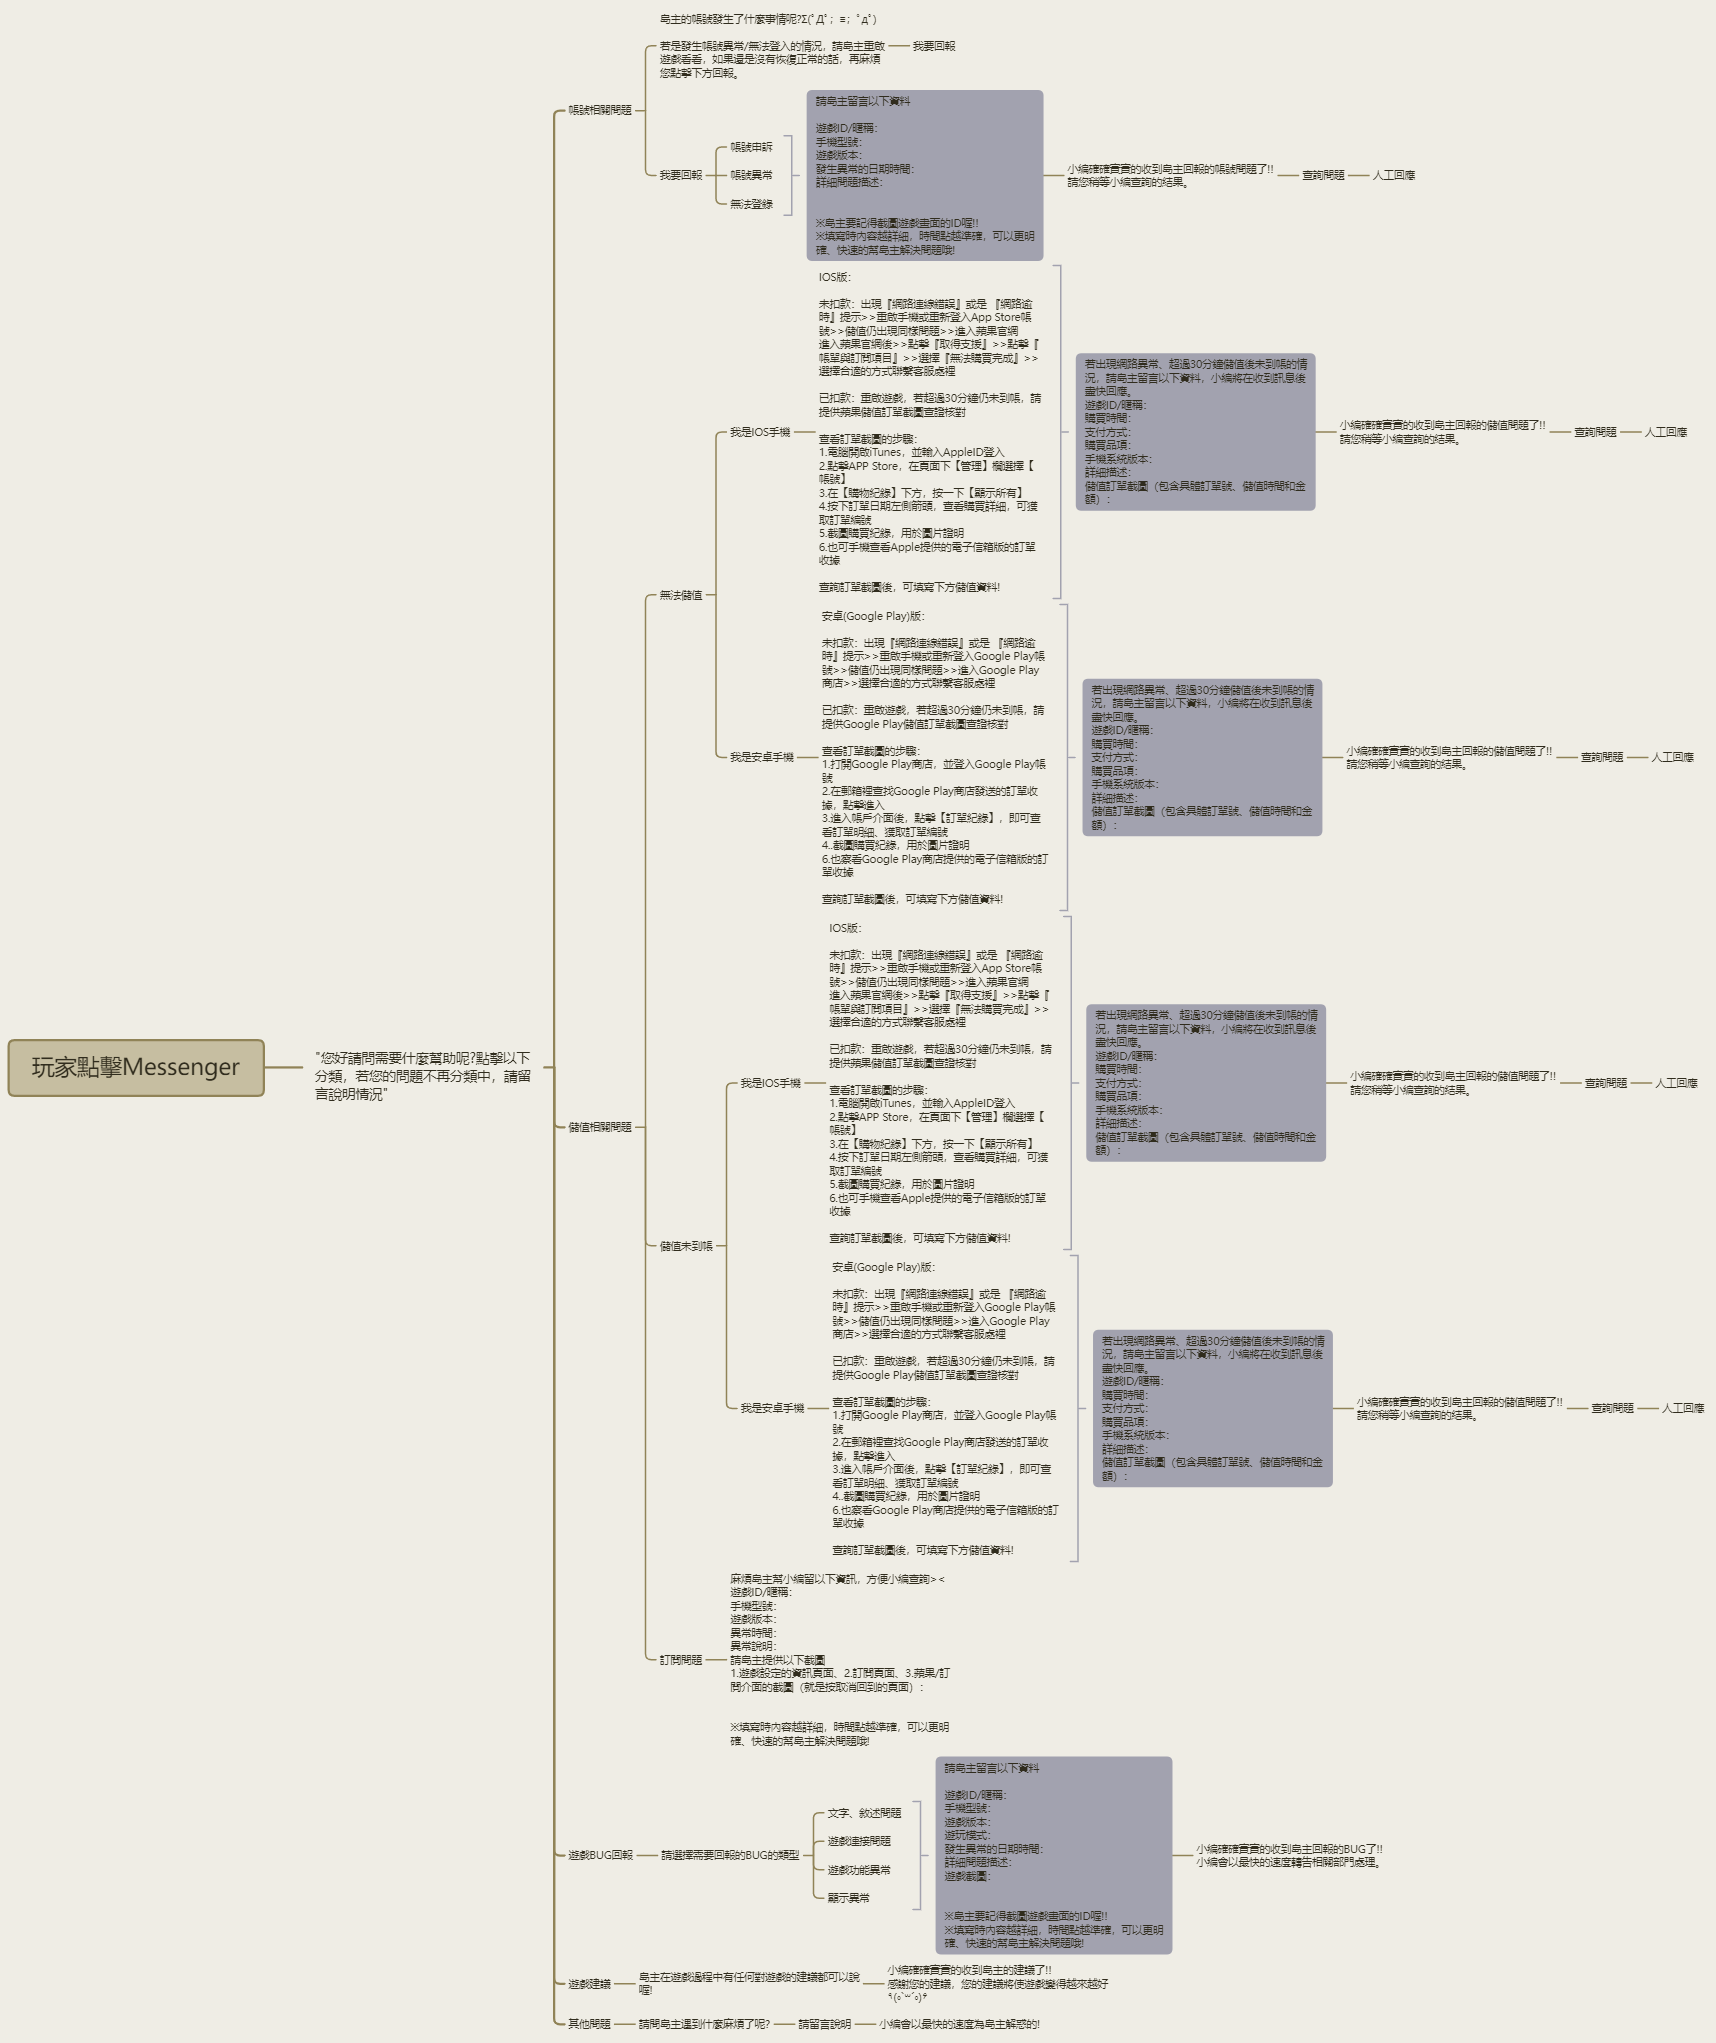 玩家點擊Messenger
"您好請問需要什麼幫助呢?點擊以下
分類，若您的問題不再分類中，請留
言說明情況"
帳號相關問題
島主的帳號發生了什麼事情呢?Σ(ﾟДﾟ；≡；ﾟдﾟ)
若是發生帳號異常/無法登入的情況，請島主重啟
遊戲看看，如果還是沒有恢復正常的話，再麻煩
您點擊下方回報。
我要回報
我要回報
帳號申訴
帳號異常
無法登錄
請島主留言以下資料
遊戲ID/暱稱：
手機型號：
遊戲版本：
發生異常的日期時間：
詳細問題描述：
※島主要記得截圖遊戲畫面的ID喔!!
※填寫時內容越詳細，時間點越準確，可以更明
確、快速的幫島主解決問題哦!
小編確確實實的收到島主回報的帳號問題了!!
請您稍等小編查詢的結果。
查詢問題
人工回應
儲值相關問題
無法儲值
我是IOS手機
IOS版：
未扣款：出現『網路連線錯誤』或是 『網路逾
時』提示>>重啟手機或重新登入App Store帳
號>>儲值仍出現同樣問題>>進入蘋果官網
進入蘋果官網後>>點擊『取得支援』>>點擊『
帳單與訂閱項目』>>選擇『無法購買完成』>>
選擇合適的方式聯繫客服處裡
已扣款：重啟遊戲，若超過30分鐘仍未到帳，請
提供蘋果儲值訂單截圖查證核對
查看訂單截圖的步驟：
1.電腦開啟iTunes，並輸入AppleID登入
2.點擊APP Store，在頁面下【管理】欄選擇【
帳號】
3.在【購物紀錄】下方，按一下【顯示所有】
4.按下訂單日期左側箭頭，查看購買詳細，可獲
取訂單編號
5.截圖購買紀錄，用於圖片證明
6.也可手機查看Apple提供的電子信箱版的訂單
收據
查詢訂單截圖後，可填寫下方儲值資料!
若出現網路異常、超過30分鐘儲值後未到帳的情
況，請島主留言以下資料，小編將在收到訊息後
盡快回應。
遊戲ID/暱稱：
購買時間：
支付方式：
購買品項：
手機系統版本：
詳細描述：
儲值訂單截圖（包含具體訂單號、儲值時間和金
額）：
小編確確實實的收到島主回報的儲值問題了!!
請您稍等小編查詢的結果。
查詢問題
人工回應
我是安卓手機
安卓(Google Play)版：
未扣款：出現『網路連線錯誤』或是 『網路逾
時』提示>>重啟手機或重新登入Google Play帳
號>>儲值仍出現同樣問題>>進入Google Play
商店>>選擇合適的方式聯繫客服處裡
已扣款：重啟遊戲，若超過30分鐘仍未到帳，請
提供Google Play儲值訂單截圖查證核對
查看訂單截圖的步驟：
1.打開Google Play商店，並登入Google Play帳
號
2.在郵箱裡查找Google Play商店發送的訂單收
據，點擊進入
3.進入帳戶介面後，點擊【訂單紀錄】，即可查
看訂單明細、獲取訂單編號
4..截圖購買紀錄，用於圖片證明
6.也察看Google Play商店提供的電子信箱版的訂
單收據
查詢訂單截圖後，可填寫下方儲值資料!
若出現網路異常、超過30分鐘儲值後未到帳的情
況，請島主留言以下資料，小編將在收到訊息後
盡快回應。
遊戲ID/暱稱：
購買時間：
支付方式：
購買品項：
手機系統版本：
詳細描述：
儲值訂單截圖（包含具體訂單號、儲值時間和金
額）：
小編確確實實的收到島主回報的儲值問題了!!
請您稍等小編查詢的結果。
查詢問題
人工回應
儲值未到帳
我是IOS手機
IOS版：
未扣款：出現『網路連線錯誤』或是 『網路逾
時』提示>>重啟手機或重新登入App Store帳
號>>儲值仍出現同樣問題>>進入蘋果官網
進入蘋果官網後>>點擊『取得支援』>>點擊『
帳單與訂閱項目』>>選擇『無法購買完成』>>
選擇合適的方式聯繫客服處裡
已扣款：重啟遊戲，若超過30分鐘仍未到帳，請
提供蘋果儲值訂單截圖查證核對
查看訂單截圖的步驟：
1.電腦開啟iTunes，並輸入AppleID登入
2.點擊APP Store，在頁面下【管理】欄選擇【
帳號】
3.在【購物紀錄】下方，按一下【顯示所有】
4.按下訂單日期左側箭頭，查看購買詳細，可獲
取訂單編號
5.截圖購買紀錄，用於圖片證明
6.也可手機查看Apple提供的電子信箱版的訂單
收據
查詢訂單截圖後，可填寫下方儲值資料!
若出現網路異常、超過30分鐘儲值後未到帳的情
況，請島主留言以下資料，小編將在收到訊息後
盡快回應。
遊戲ID/暱稱：
購買時間：
支付方式：
購買品項：
手機系統版本：
詳細描述：
儲值訂單截圖（包含具體訂單號、儲值時間和金
額）：
小編確確實實的收到島主回報的儲值問題了!!
請您稍等小編查詢的結果。
查詢問題
人工回應
我是安卓手機
安卓(Google Play)版：
未扣款：出現『網路連線錯誤』或是 『網路逾
時』提示>>重啟手機或重新登入Google Play帳
號>>儲值仍出現同樣問題>>進入Google Play
商店>>選擇合適的方式聯繫客服處裡
已扣款：重啟遊戲，若超過30分鐘仍未到帳，請
提供Google Play儲值訂單截圖查證核對
查看訂單截圖的步驟：
1.打開Google Play商店，並登入Google Play帳
號
2.在郵箱裡查找Google Play商店發送的訂單收
據，點擊進入
3.進入帳戶介面後，點擊【訂單紀錄】，即可查
看訂單明細、獲取訂單編號
4..截圖購買紀錄，用於圖片證明
6.也察看Google Play商店提供的電子信箱版的訂
單收據
查詢訂單截圖後，可填寫下方儲值資料!
若出現網路異常、超過30分鐘儲值後未到帳的情
況，請島主留言以下資料，小編將在收到訊息後
盡快回應。
遊戲ID/暱稱：
購買時間：
支付方式：
購買品項：
手機系統版本：
詳細描述：
儲值訂單截圖（包含具體訂單號、儲值時間和金
額）：
小編確確實實的收到島主回報的儲值問題了!!
請您稍等小編查詢的結果。
查詢問題
人工回應
訂閱問題
麻煩島主幫小編留以下資訊，方便小編查詢><
遊戲ID/暱稱：
手機型號：
遊戲版本：
異常時間：
異常說明：
請島主提供以下截圖
1.遊戲設定的資訊頁面、2.訂閱頁面、3.蘋果/訂
閱介面的截圖（就是按取消回到的頁面）：
※填寫時內容越詳細，時間點越準確，可以更明
確、快速的幫島主解決問題哦!
遊戲BUG回報
請選擇需要回報的BUG的類型
文字、敘述問題
遊戲連接問題
遊戲功能異常
顯示異常
請島主留言以下資料
遊戲ID/暱稱：
手機型號：
遊戲版本：
遊玩模式：
發生異常的日期時間：
詳細問題描述：
遊戲截圖：
※島主要記得截圖遊戲畫面的ID喔!!
※填寫時內容越詳細，時間點越準確，可以更明
確、快速的幫島主解決問題哦!
小編確確實實的收到島主回報的BUG了!!
小編會以最快的速度轉告相關部門處理。
遊戲建議
島主在遊戲過程中有任何對遊戲的建議都可以說
喔!
小編確確實實的收到島主的建議了!!
感謝您的建議，您的建議將使遊戲變得越來越好
其他問題
請問島主遇到什麼麻煩了呢?
請留言說明
小編會以最快的速度為島主解惑的!